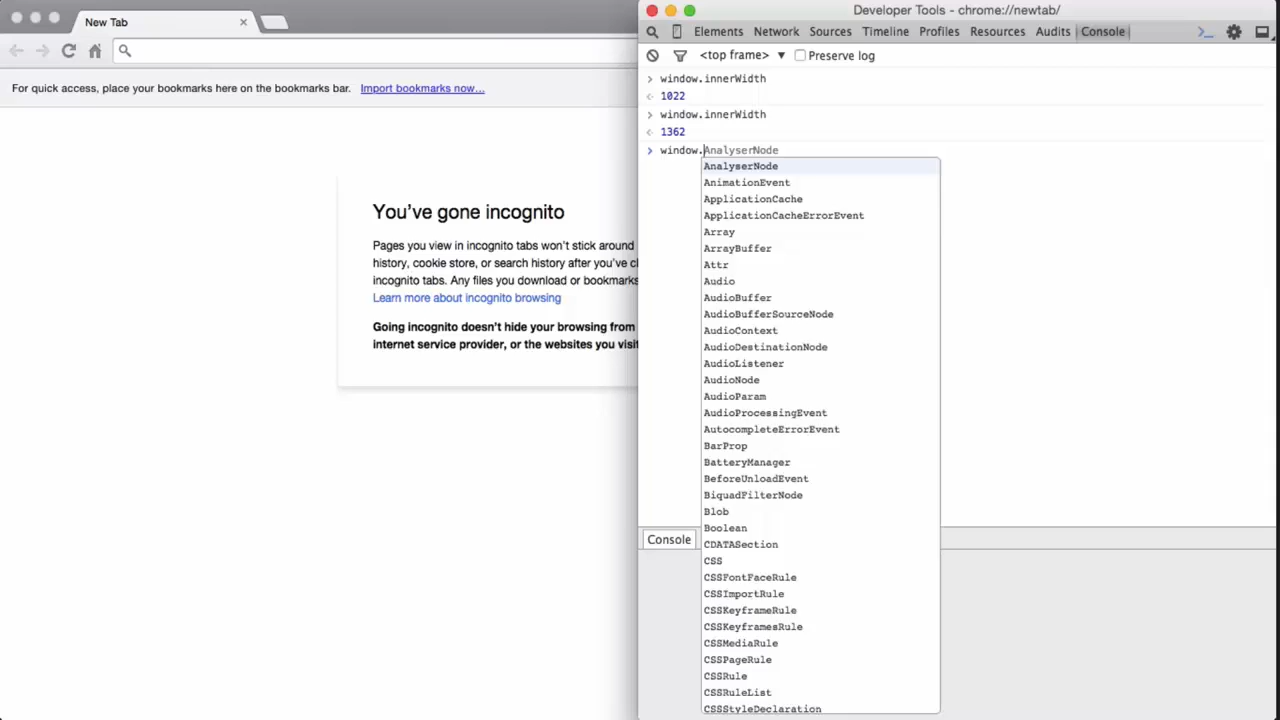 New Tab
For quick access, place your bookmarks here on the bookmarks bar. Import bookmarks now...
You've gone incognito
Pages you view in incognito tabs won't stick around
history, cookie store, or search history after you've cl
incognito tabs. Any files you download or bookmarks
Learn more about incognito browsing
Going incognito doesn't hide your browsing from
internet service provider, or the websites you visit
Developer Tools - chrome://newtab/
Elements Network Sources Timeline Profiles Resources Audits Console
<top frame> ▼ Preserve log
> window.innerWidth
1022
> window.innerWidth
1362
> window.AnalyserNode
AnalyserNode
AnimationEvent
ApplicationCache
ApplicationCacheErrorEvent
Array
ArrayBuffer
Attr
Audio
AudioBuffer
AudioBufferSourceNode
AudioContext
AudioDestinationNode
AudioListener
AudioNode
AudioParam
AudioProcessingEvent
AutocompleteErrorEvent
BarProp
BatteryManager
BeforeUnloadEvent
BiquadFilterNode
Blob
Boolean
CDATASection
CSS
CSSFontFaceRule
CSSImportRule
CSSKeyframeRule
CSSKeyframesRule
CSSMediaRule
CSSPageRule
CSSRule
CSSRuleList
CSSStyleDeclaration
Console